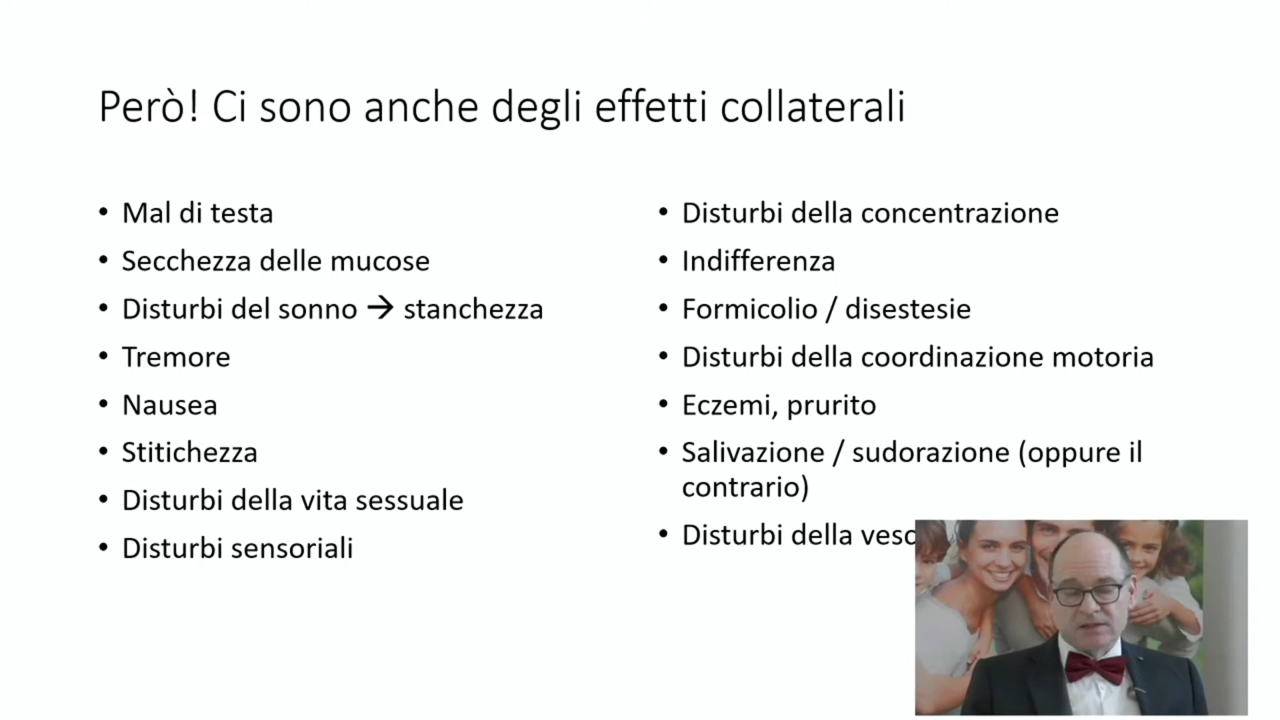 Però! Ci sono anche degli effetti collaterali
• Mal di testa
• Secchezza delle mucose
• Disturbi del sonno → stanchezza
• Tremore
• Nausea
• Stitichezza
• Disturbi della vita sessuale
• Disturbi sensoriali
• Disturbi della concentrazione
• Indifferenza
• Formicolio / disestesie
• Disturbi della coordinazione motoria
• Eczemi, prurito
• Salivazione / sudorazione (oppure il
contrario)
• Disturbi della